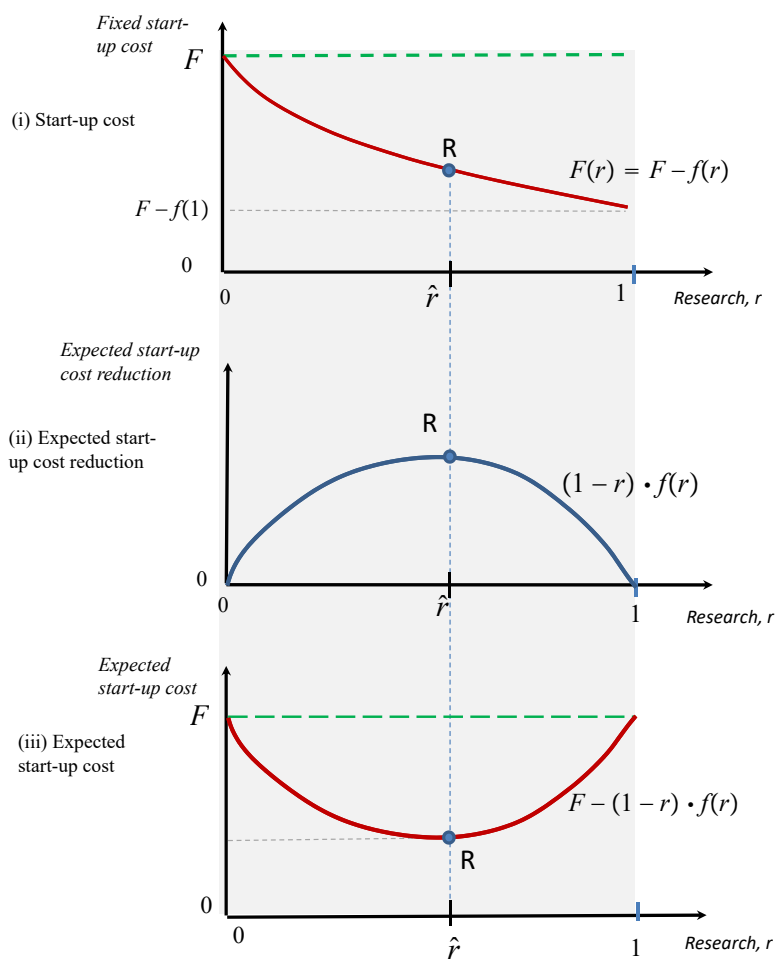 Fixed start-
up cost
F
(i) Start-up cost
R
F(r) = F – f(r)
F – f(1)
0
0
r̂
1
Research, r
Expected start-up
cost reduction
(ii) Expected start-
up cost reduction
R
(1 – r) • f(r)
0
0
r̂
1
Research, r
Expected
start-up cost
F
(iii) Expected
start-up cost
F – (1 – r) • f(r)
R
0
0
r̂
1
Research, r